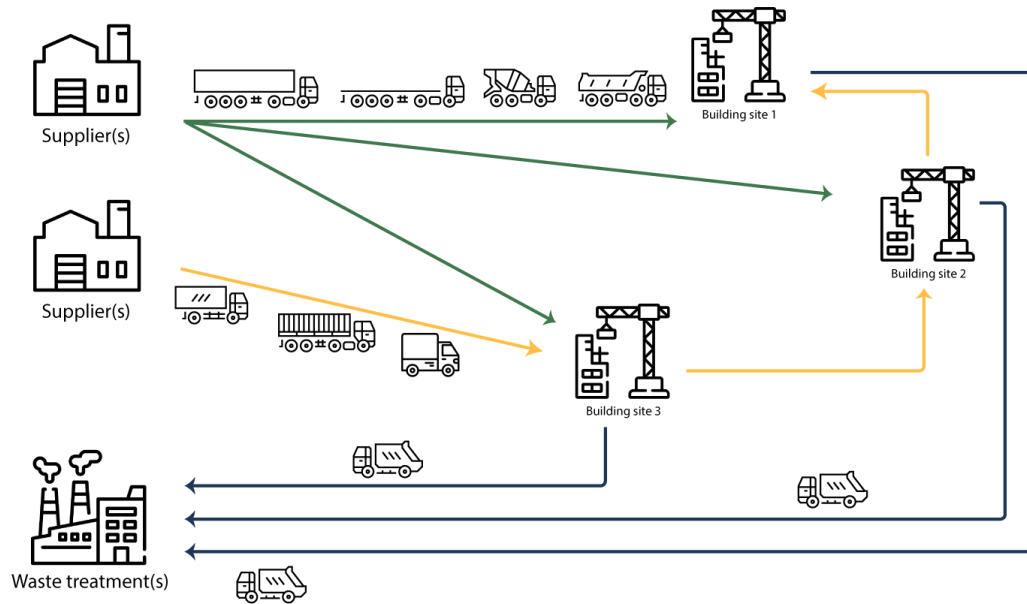 Building site 1
Supplier(s)
Building site 2
Supplier(s)
Building site 3
Waste treatment(s)